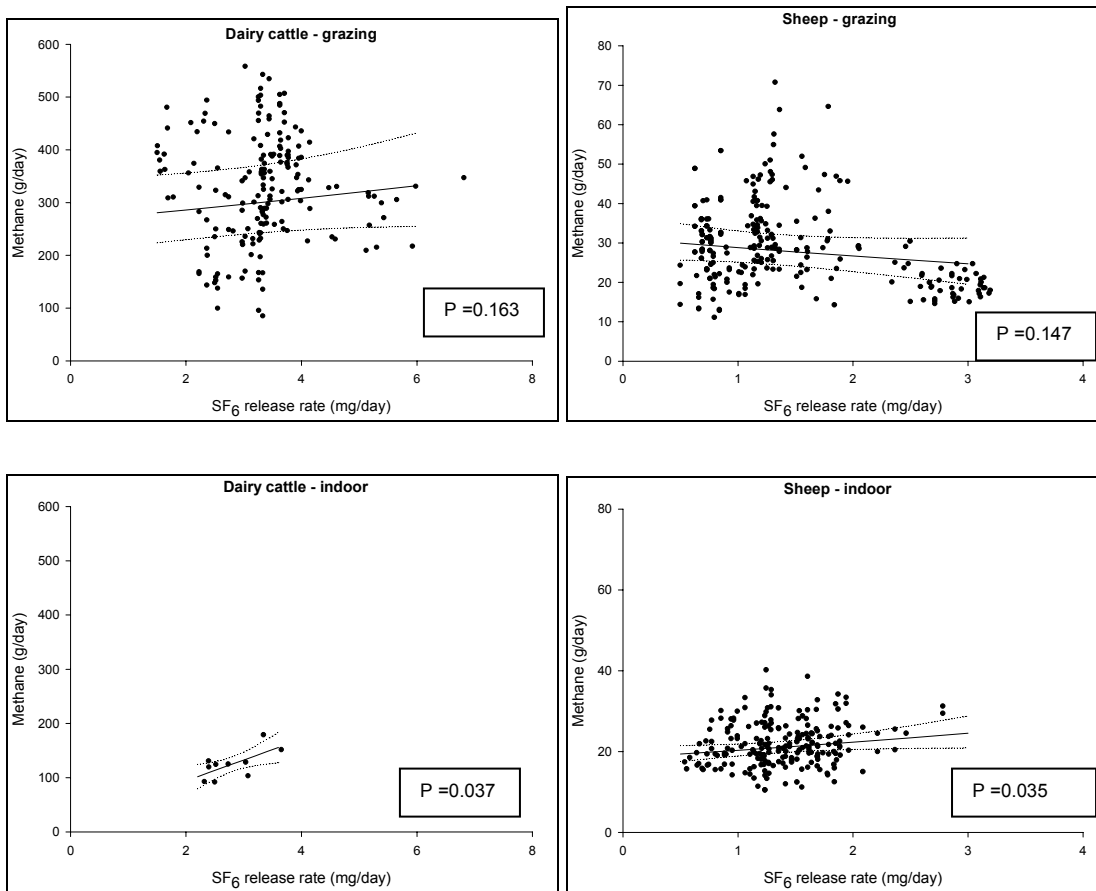 Dairy cattle - grazing
600
500
400
300
200
100
0
Methane (g/day)
0 2 4 6 8
SF6 release rate (mg/day)
P =0.163
Sheep - grazing
80
70
60
50
40
30
20
10
0
Methane (g/day)
0 1 2 3 4
SF6 release rate (mg/day)
P =0.147
Dairy cattle - indoor
600
500
400
300
200
100
0
Methane (g/day)
0 2 4 6 8
SF6 release rate (mg/day)
P =0.037
Sheep - indoor
80
60
40
20
0
Methane (g/day)
0 1 2 3 4
SF6 release rate (mg/day)
P =0.035